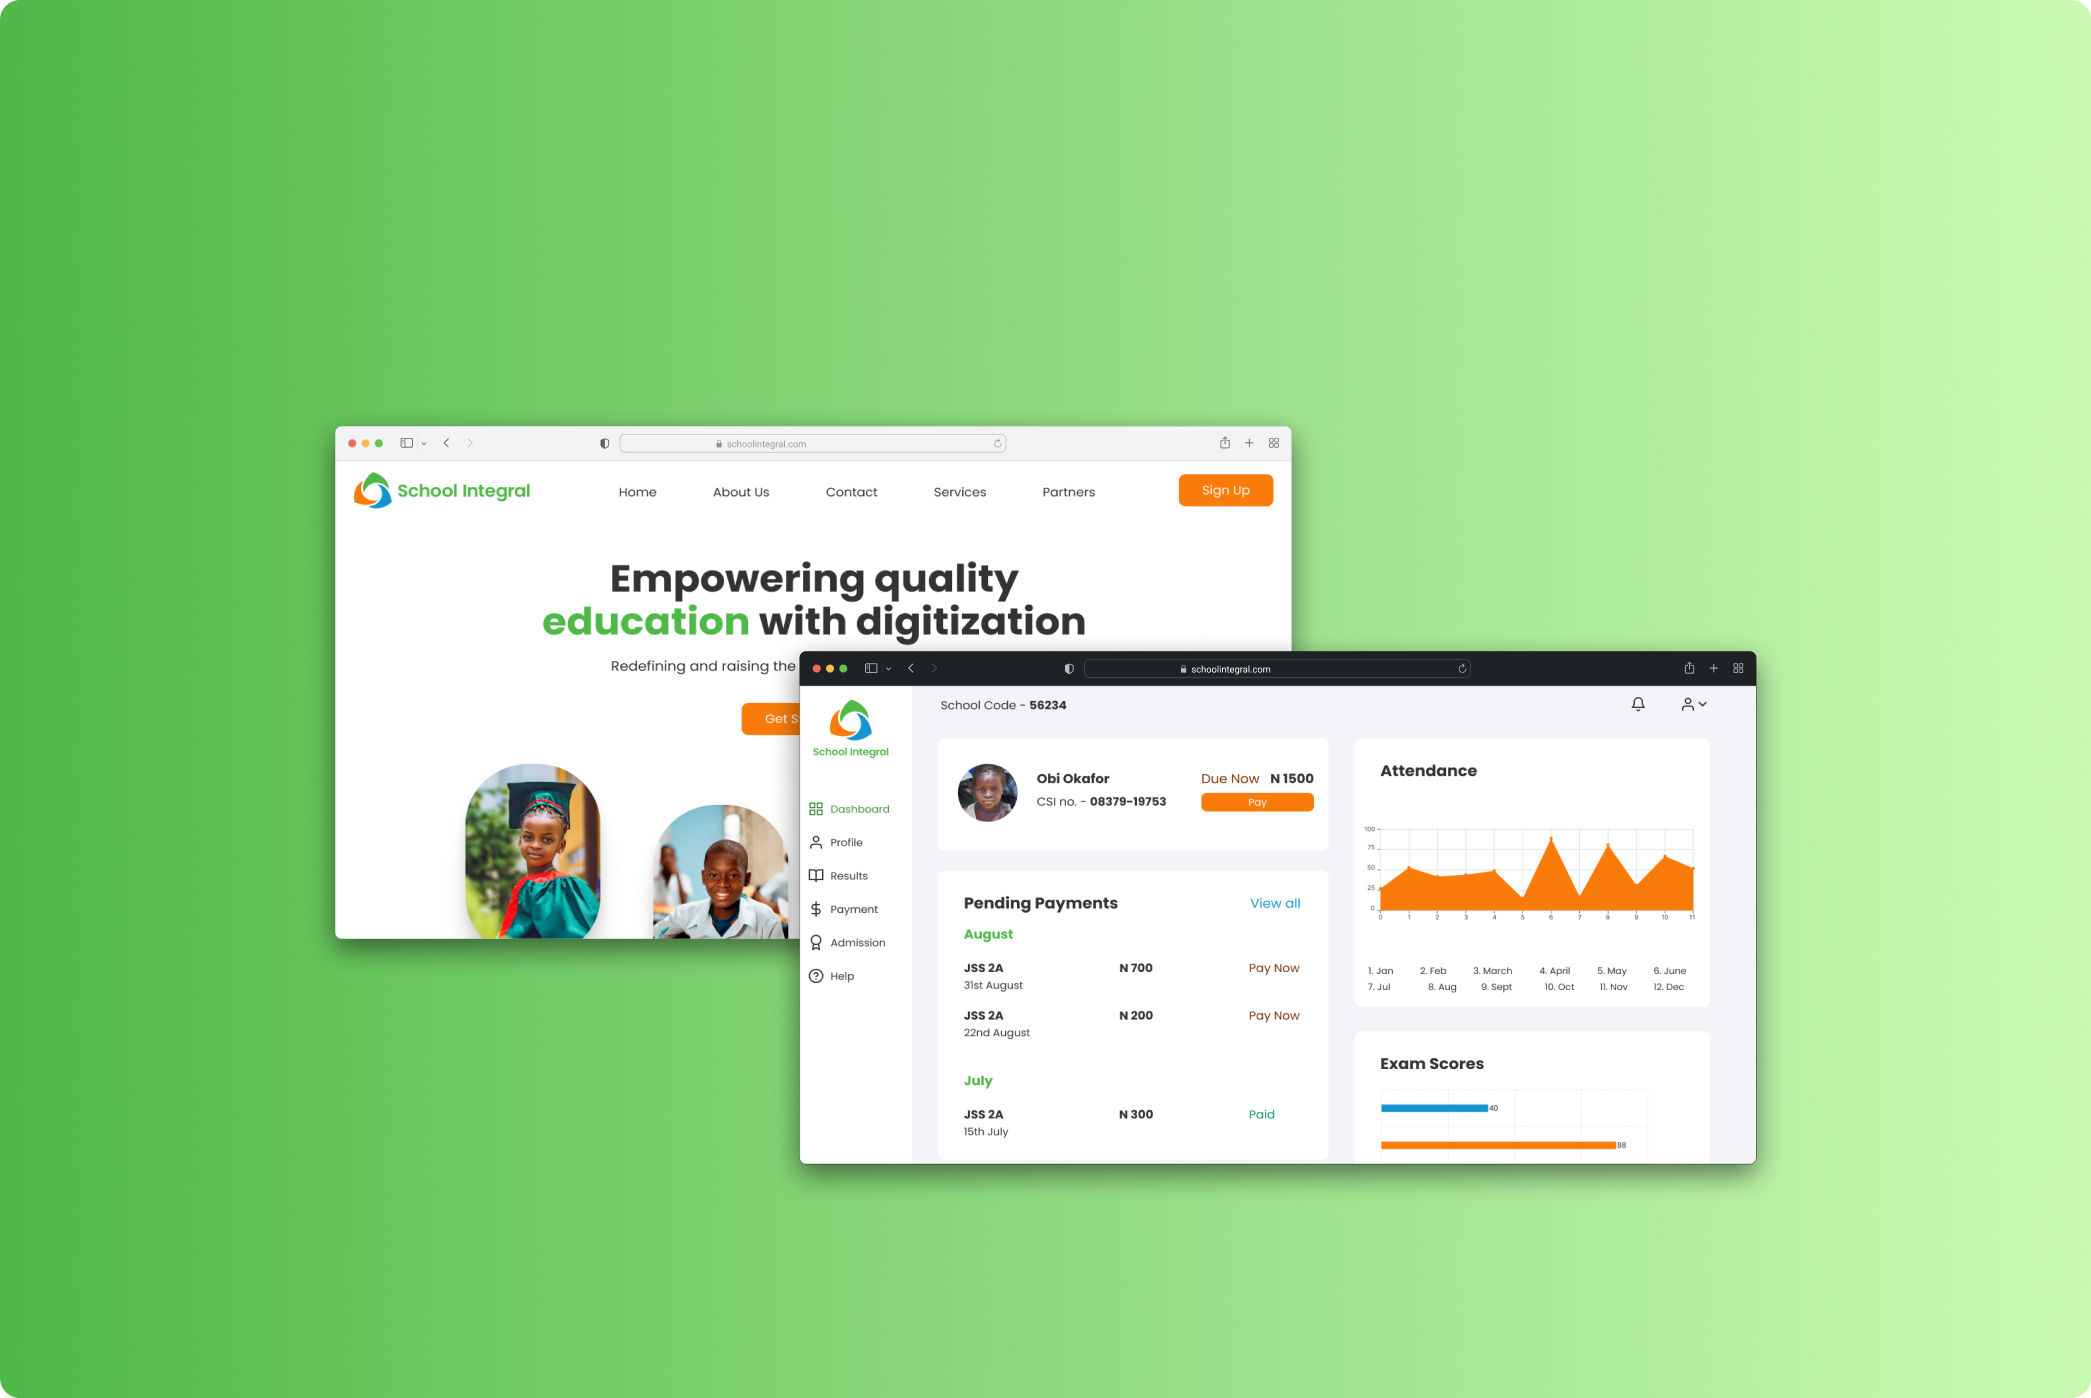 schoolintegral.com
School Integral
Home About Us Contact Services Partners
Sign Up
Empowering quality
education with digitization
Redefining and raising the
Get S
schoolintegral.com
School Integral
Dashboard
Profile
Results
Payment
Admission
Help
School Code - 56234
Obi Okafor
CSI no. - 08379-19753
Due Now N 1500
Pay
Pending Payments View all
August
JSS 2A N 700 Pay Now
31st August
JSS 2A N 200 Pay Now
22nd August
July
JSS 2A N 300 Paid
15th July
Attendance
100
75
50
25
0
0 1 2 3 4 5 6 7 8 9 10 11
1. Jan 2. Feb 3. March 4. April 5. May 6. June
7. Jul 8. Aug 9. Sept 10. Oct 11. Nov 12. Dec
Exam Scores
40
88